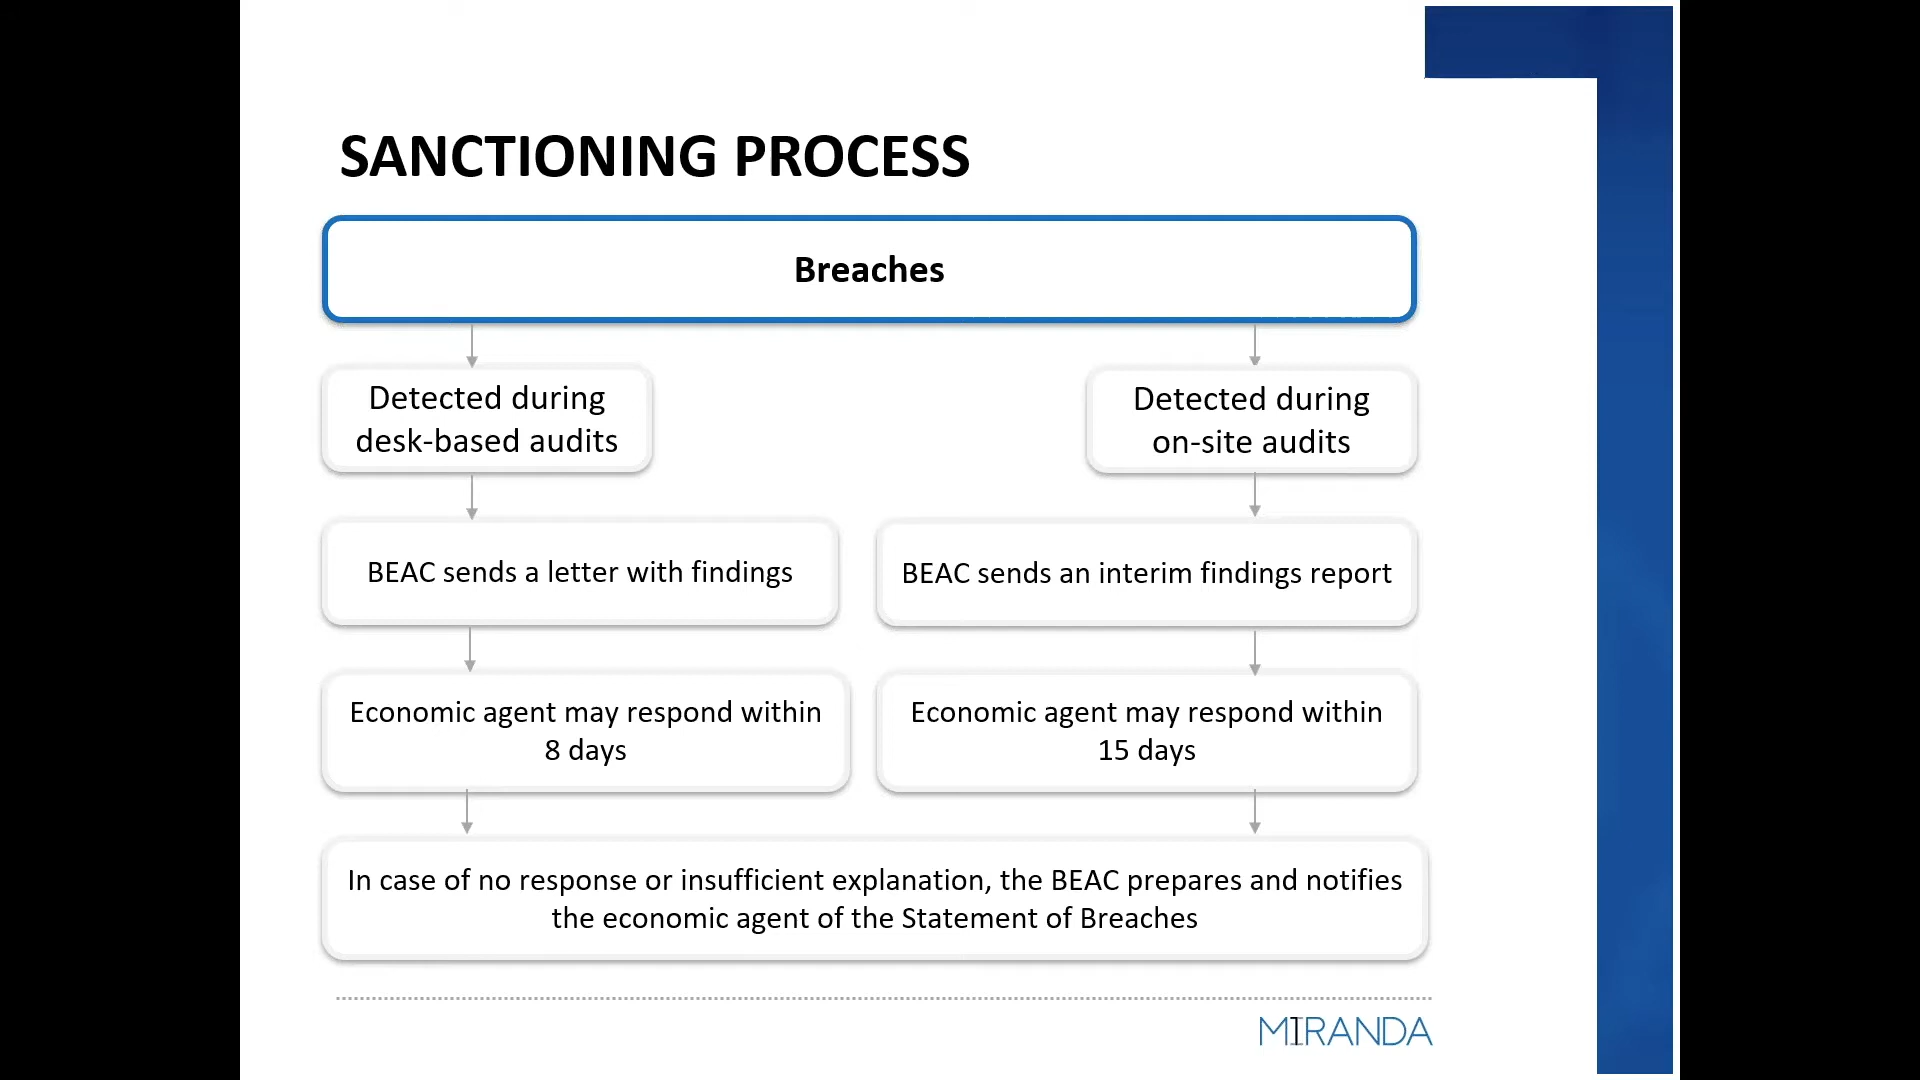 SANCTIONING PROCESS
Breaches
Detected during
desk-based audits
Detected during
on-site audits
BEAC sends a letter with findings
BEAC sends an interim findings report
Economic agent may respond within
8 days
Economic agent may respond within
15 days
In case of no response or insufficient explanation, the BEAC prepares and notifies
the economic agent of the Statement of Breaches
MIRANDA